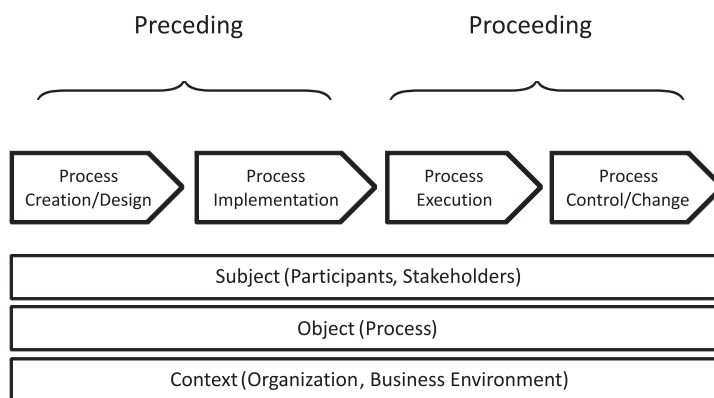 Preceding
Proceeding
Process
Creation/Design
Process
Implementation
Process
Execution
Process
Control/Change
Subject (Participants, Stakeholders)
Object (Process)
Context (Organization, Business Environment)